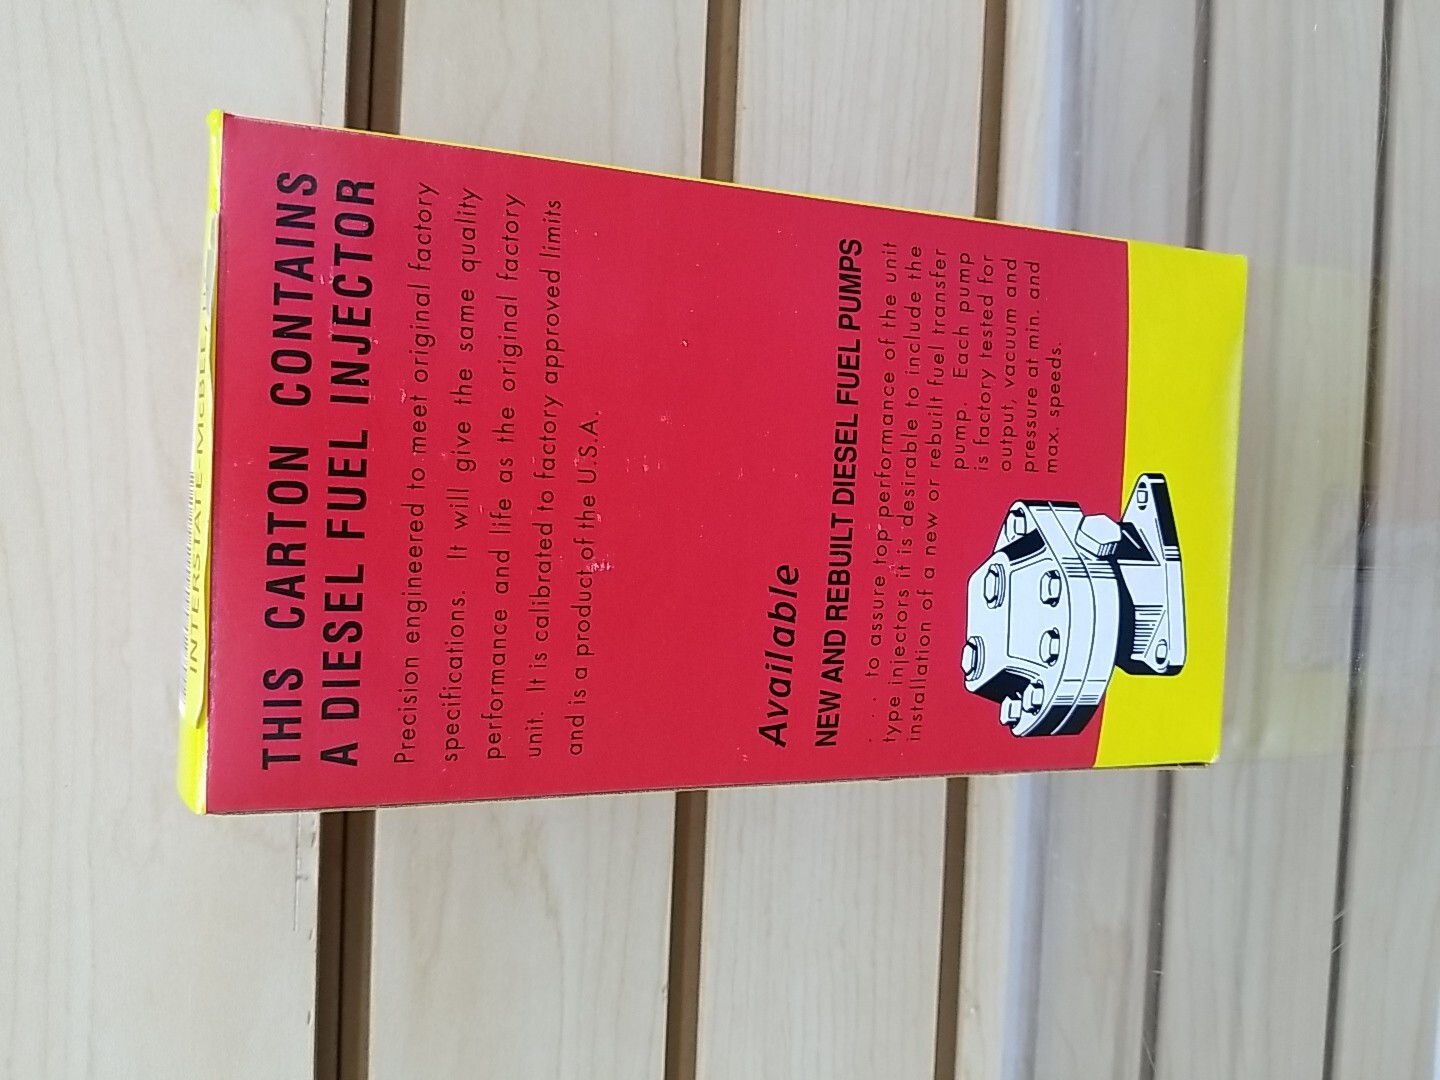 INTERSTATE-McBEE
THIS CARTON CONTAINS
A DIESEL FUEL INJECTOR
Precision engineered to meet original factory
specifications. It will give the same quality
performance and life as the original factory
unit. It is calibrated to factory approved limits
and is a product of the U.S.A.
Available
NEW AND REBUILT DIESEL FUEL PUMPS
. . . to assure top performance of the unit
type injectors it is desirable to include the
installation of a new or rebuilt fuel transfer
pump. Each pump
is factory tested for
output, vacuum and
pressure at min. and
max. speeds.